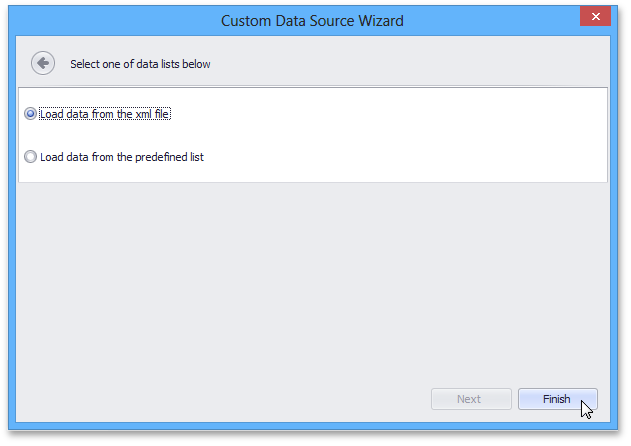 Custom Data Source Wizard
Select one of data lists below
Load data from the xml file
Load data from the predefined list
Next
Finish